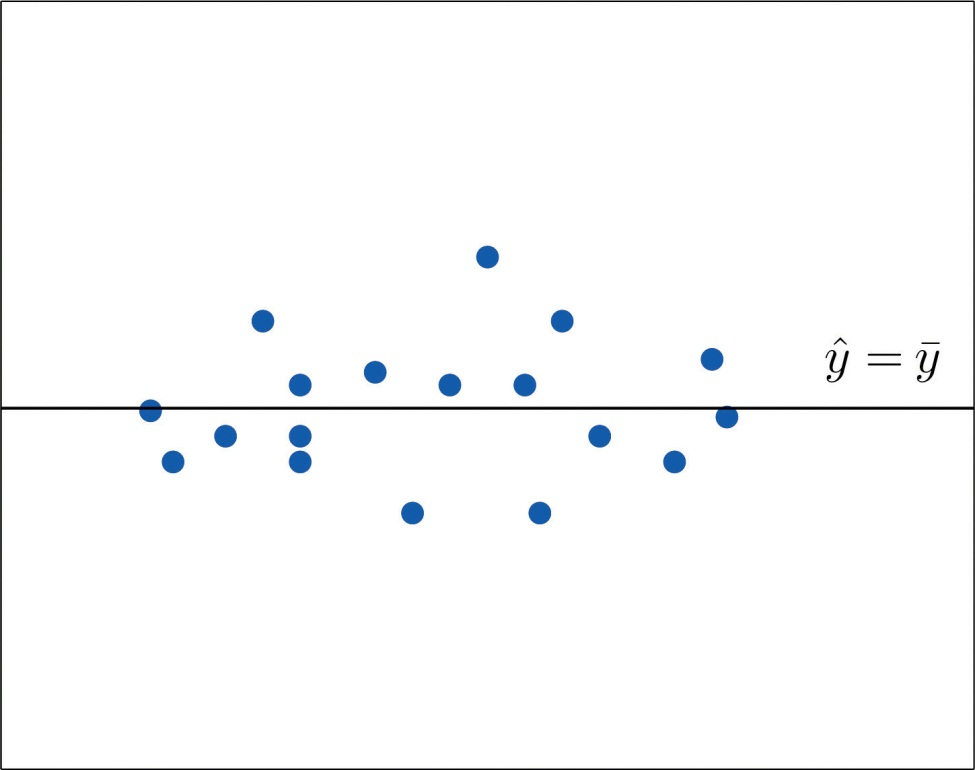 ŷ = ȳ